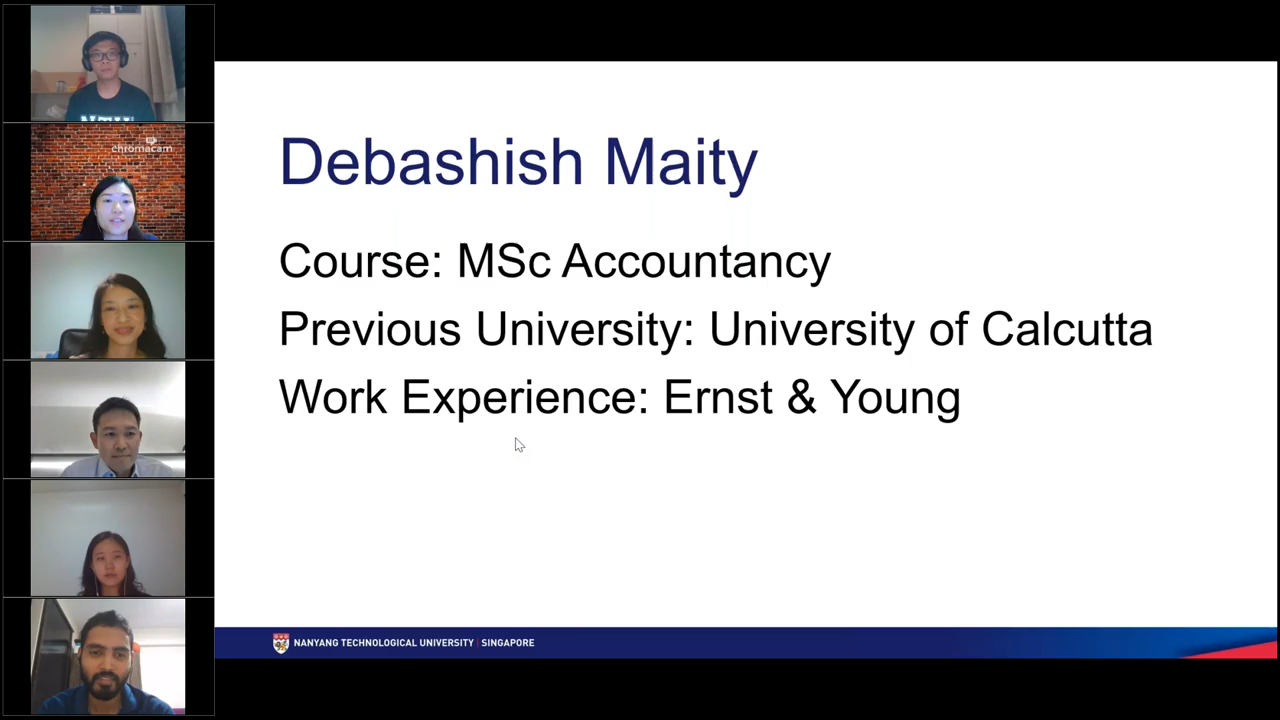 chromacam
Debashish Maity
Course: MSc Accountancy
Previous University: University of Calcutta
Work Experience: Ernst & Young
NANYANG TECHNOLOGICAL UNIVERSITY | SINGAPORE